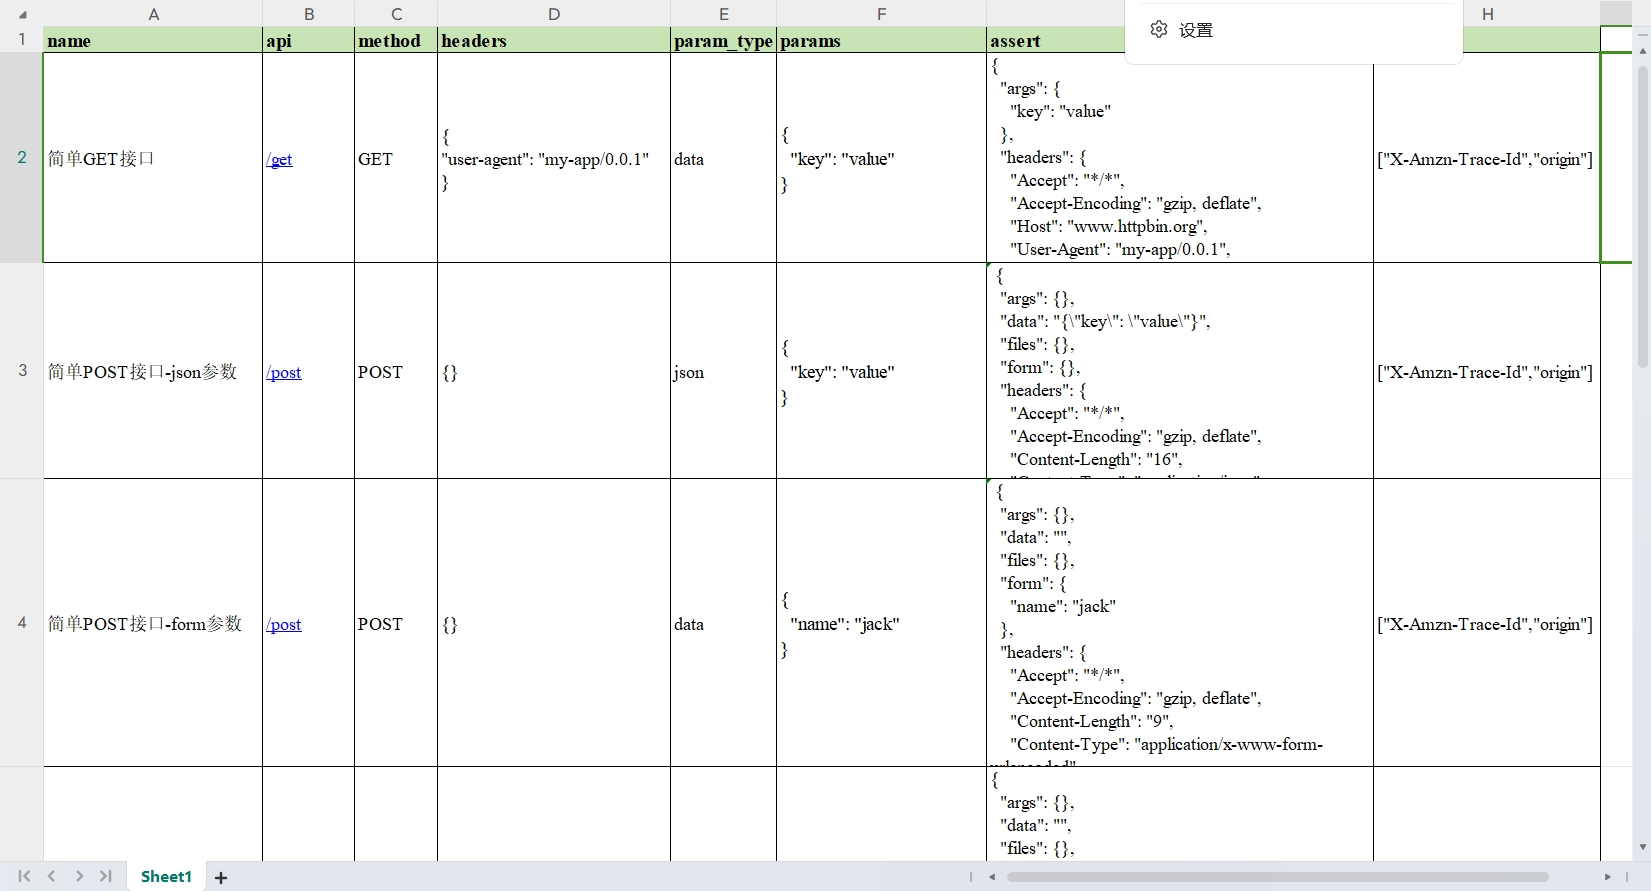 A B C D E F H
设置
1 name api method headers param_type params assert
2 简单GET接口 /get GET
{
"user-agent": "my-app/0.0.1"
}
data
{
"key": "value"
}
{
"args": {
"key": "value"
},
"headers": {
"Accept": "*/*",
"Accept-Encoding": "gzip, deflate",
"Host": "www.httpbin.org",
"User-Agent": "my-app/0.0.1",
["X-Amzn-Trace-Id","origin"]
3 简单POST接口-json参数 /post POST {} json
{
"key": "value"
}
{
"args": {},
"data": "{\"key\": \"value\"}",
"files": {},
"form": {},
"headers": {
"Accept": "*/*",
"Accept-Encoding": "gzip, deflate",
"Content-Length": "16",
["X-Amzn-Trace-Id","origin"]
4 简单POST接口-form参数 /post POST {} data
{
"name": "jack"
}
{
"args": {},
"data": "",
"files": {},
"form": {
"name": "jack"
},
"headers": {
"Accept": "*/*",
"Accept-Encoding": "gzip, deflate",
"Content-Length": "9",
"Content-Type": "application/x-www-form-
["X-Amzn-Trace-Id","origin"]
{
"args": {},
"data": "",
"files": {},
Sheet1